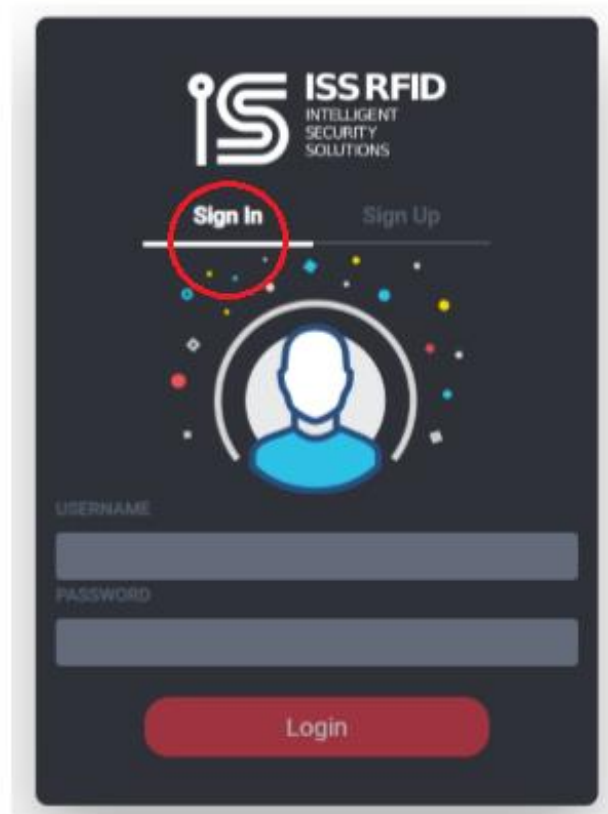 ISS RFID
INTELLIGENT
SECURITY
SOLUTIONS
Sign In Sign Up
USERNAME
PASSWORD
Login